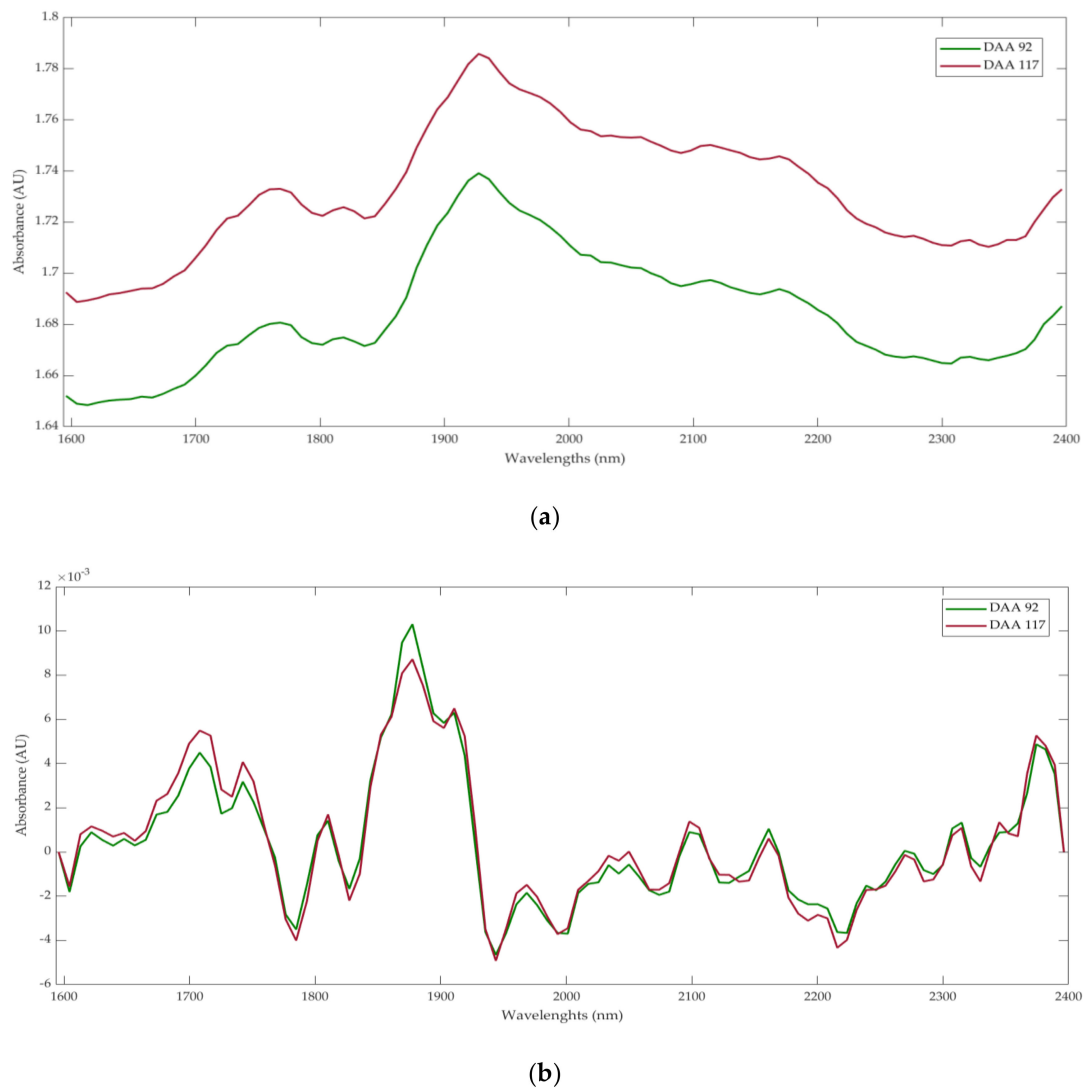 1.8
1.78
1.76
1.74
1.72
1.7
1.68
1.66
1.64
Absorbance (AU)
DAA 92
DAA 117
1600 1700 1800 1900 2000 2100 2200 2300 2400
Wavelengths (nm)
(a)
×10-3
12
10
8
6
4
2
0
-2
-4
-6
Absorbance (AU)
DAA 92
DAA 117
1600 1700 1800 1900 2000 2100 2200 2300 2400
Wavelenghts (nm)
(b)